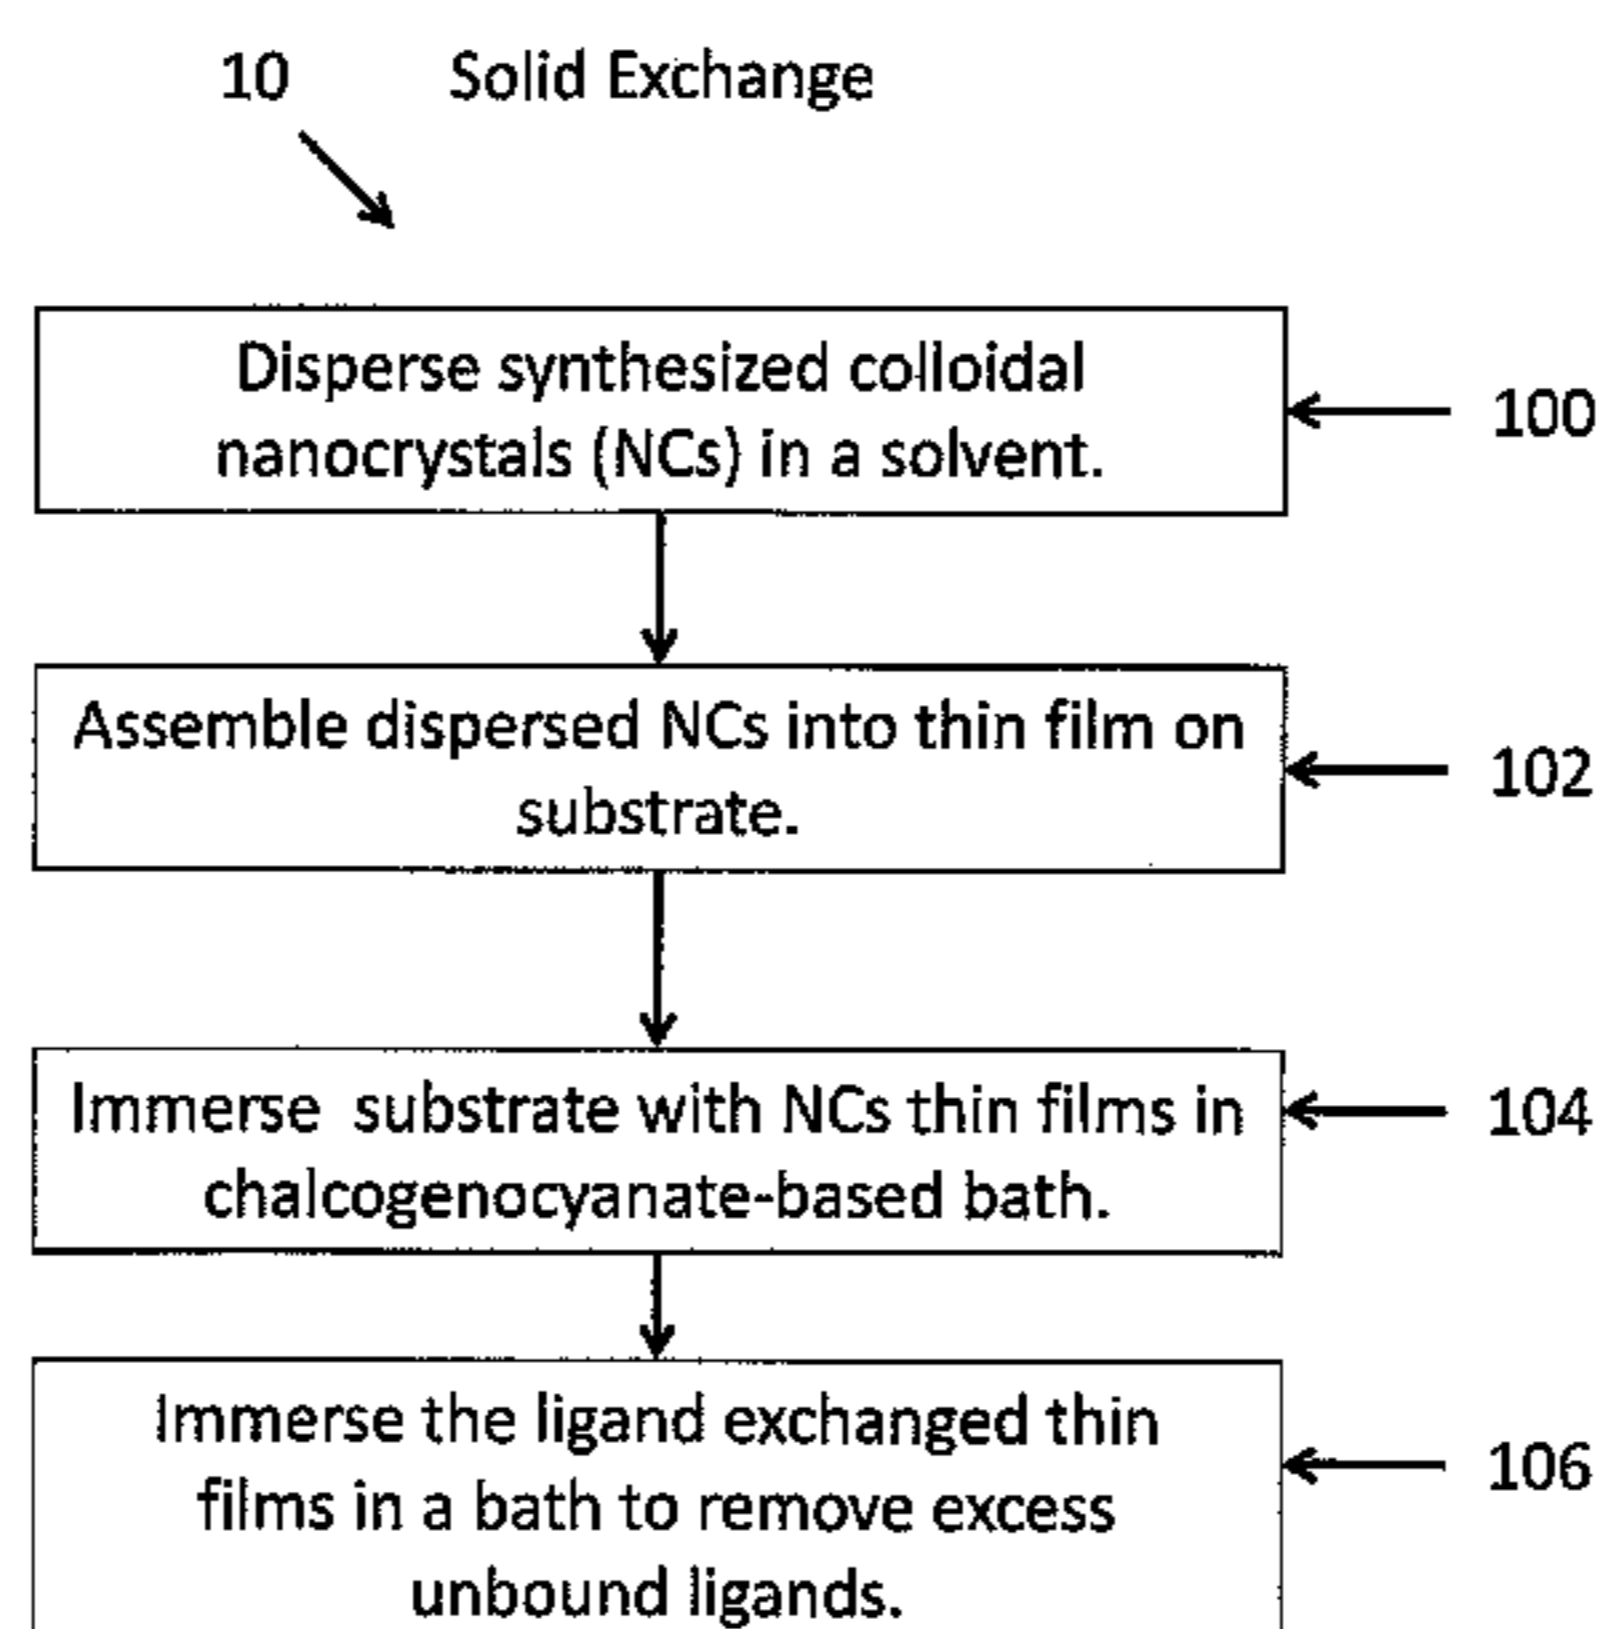 10 Solid Exchange
Disperse synthesized colloidal
nanocrystals (NCs) in a solvent.
100
Assemble dispersed NCs into thin film on
substrate.
102
Immerse substrate with NCs thin films in
chalcogenocyanate-based bath.
104
Immerse the ligand exchanged thin
films in a bath to remove excess
unbound ligands.
106